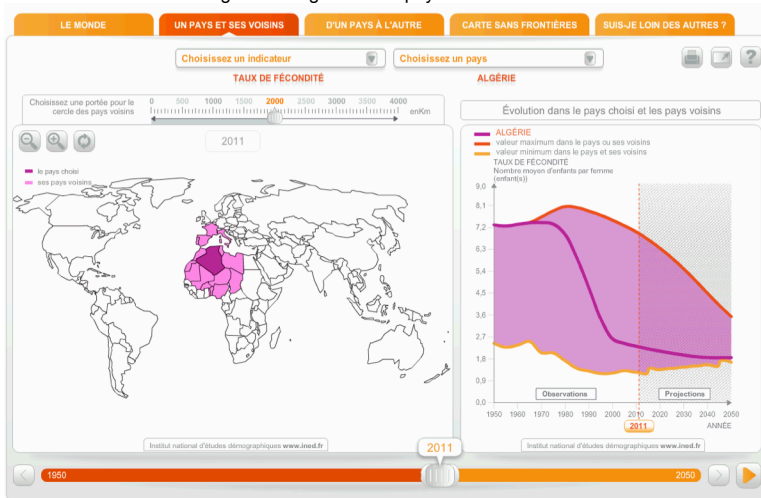 LE MONDE
UN PAYS ET SES VOISINS
D'UN PAYS À L'AUTRE
CARTE SANS FRONTIÈRES
SUIS-JE LOIN DES AUTRES ?
Choisissez un indicateur
Choisissez un pays
TAUX DE FÉCONDITÉ
ALGÉRIE
?
Choisissez une portée pour le
cercle des pays voisins
0 500 1000 1500 2000 2500 3000 3500 4000
enKm
2011
le pays choisi
ses pays voisins
Institut national d'études démographiques www.ined.fr
Évolution dans le pays choisi et les pays voisins
ALGÉRIE
valeur maximum dans le pays ou ses voisins
valeur minimum dans le pays et ses voisins
TAUX DE FÉCONDITÉ
Nombre moyen d'enfants par femme
(enfant(s))
9,0
8,1
7,2
6,3
5,4
4,5
3,6
2,7
1,8
0,9
0,0
Observations
Projections
1950 1960 1970 1980 1990 2000 2010 2020 2030 2040 2050
2011
ANNÉE
Institut national d'études démographiques www.ined.fr
2011
1950
2050